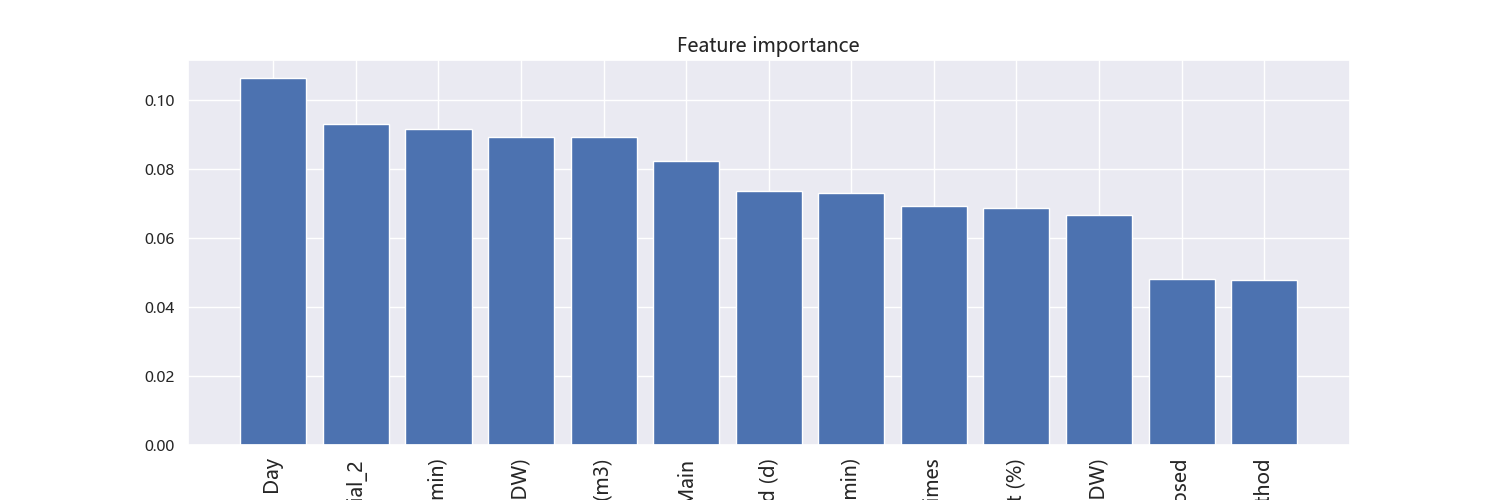 Feature importance
0.10
0.08
0.06
0.04
0.02
0.00
Day
ial_2
min)
DW)
(m3)
Main
d (d)
min)
imes
t (%)
DW)
osed
thod